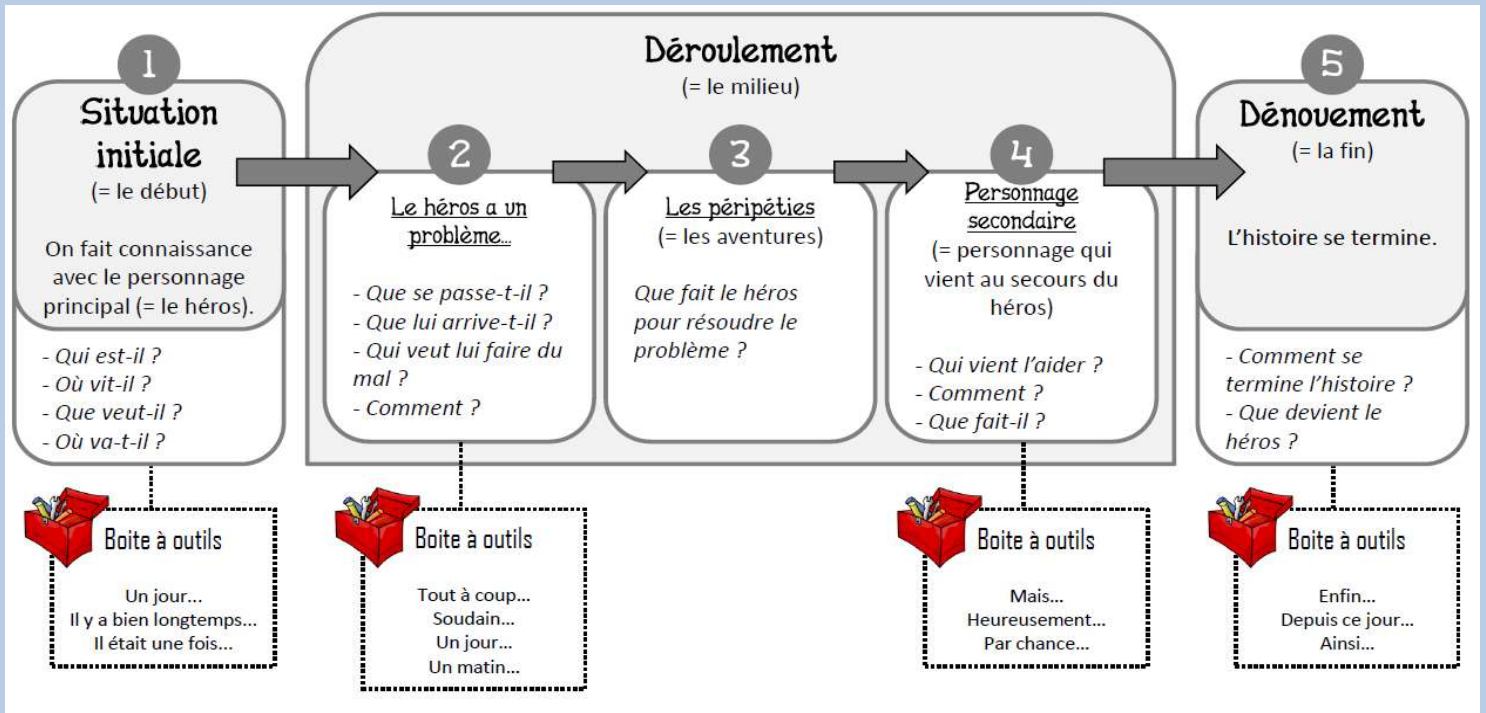 1
Situation
initiale
(= le début)
On fait connaissance
avec le personnage
principal (= le héros).
- Qui est-il ?
- Où vit-il ?
- Que veut-il ?
- Où va-t-il ?
Boite à outils
Un jour...
Il y a bien longtemps...
Il était une fois...
Déroulement
(= le milieu)
2
Le héros a un
problème...
- Que se passe-t-il ?
- Que lui arrive-t-il ?
- Qui veut lui faire du
mal ?
- Comment ?
Boite à outils
Tout à coup...
Soudain...
Un jour...
Un matin...
3
Les péripéties
(= les aventures)
Que fait le héros
pour résoudre le
problème ?
4
Personnage
secondaire
(= personnage qui
vient au secours du
héros)
- Qui vient l'aider ?
- Comment ?
- Que fait-il ?
Boite à outils
Mais...
Heureusement...
Par chance...
5
Dénouement
(= la fin)
L'histoire se termine.
- Comment se
termine l'histoire ?
- Que devient le
héros ?
Boite à outils
Enfin...
Depuis ce jour...
Ainsi...